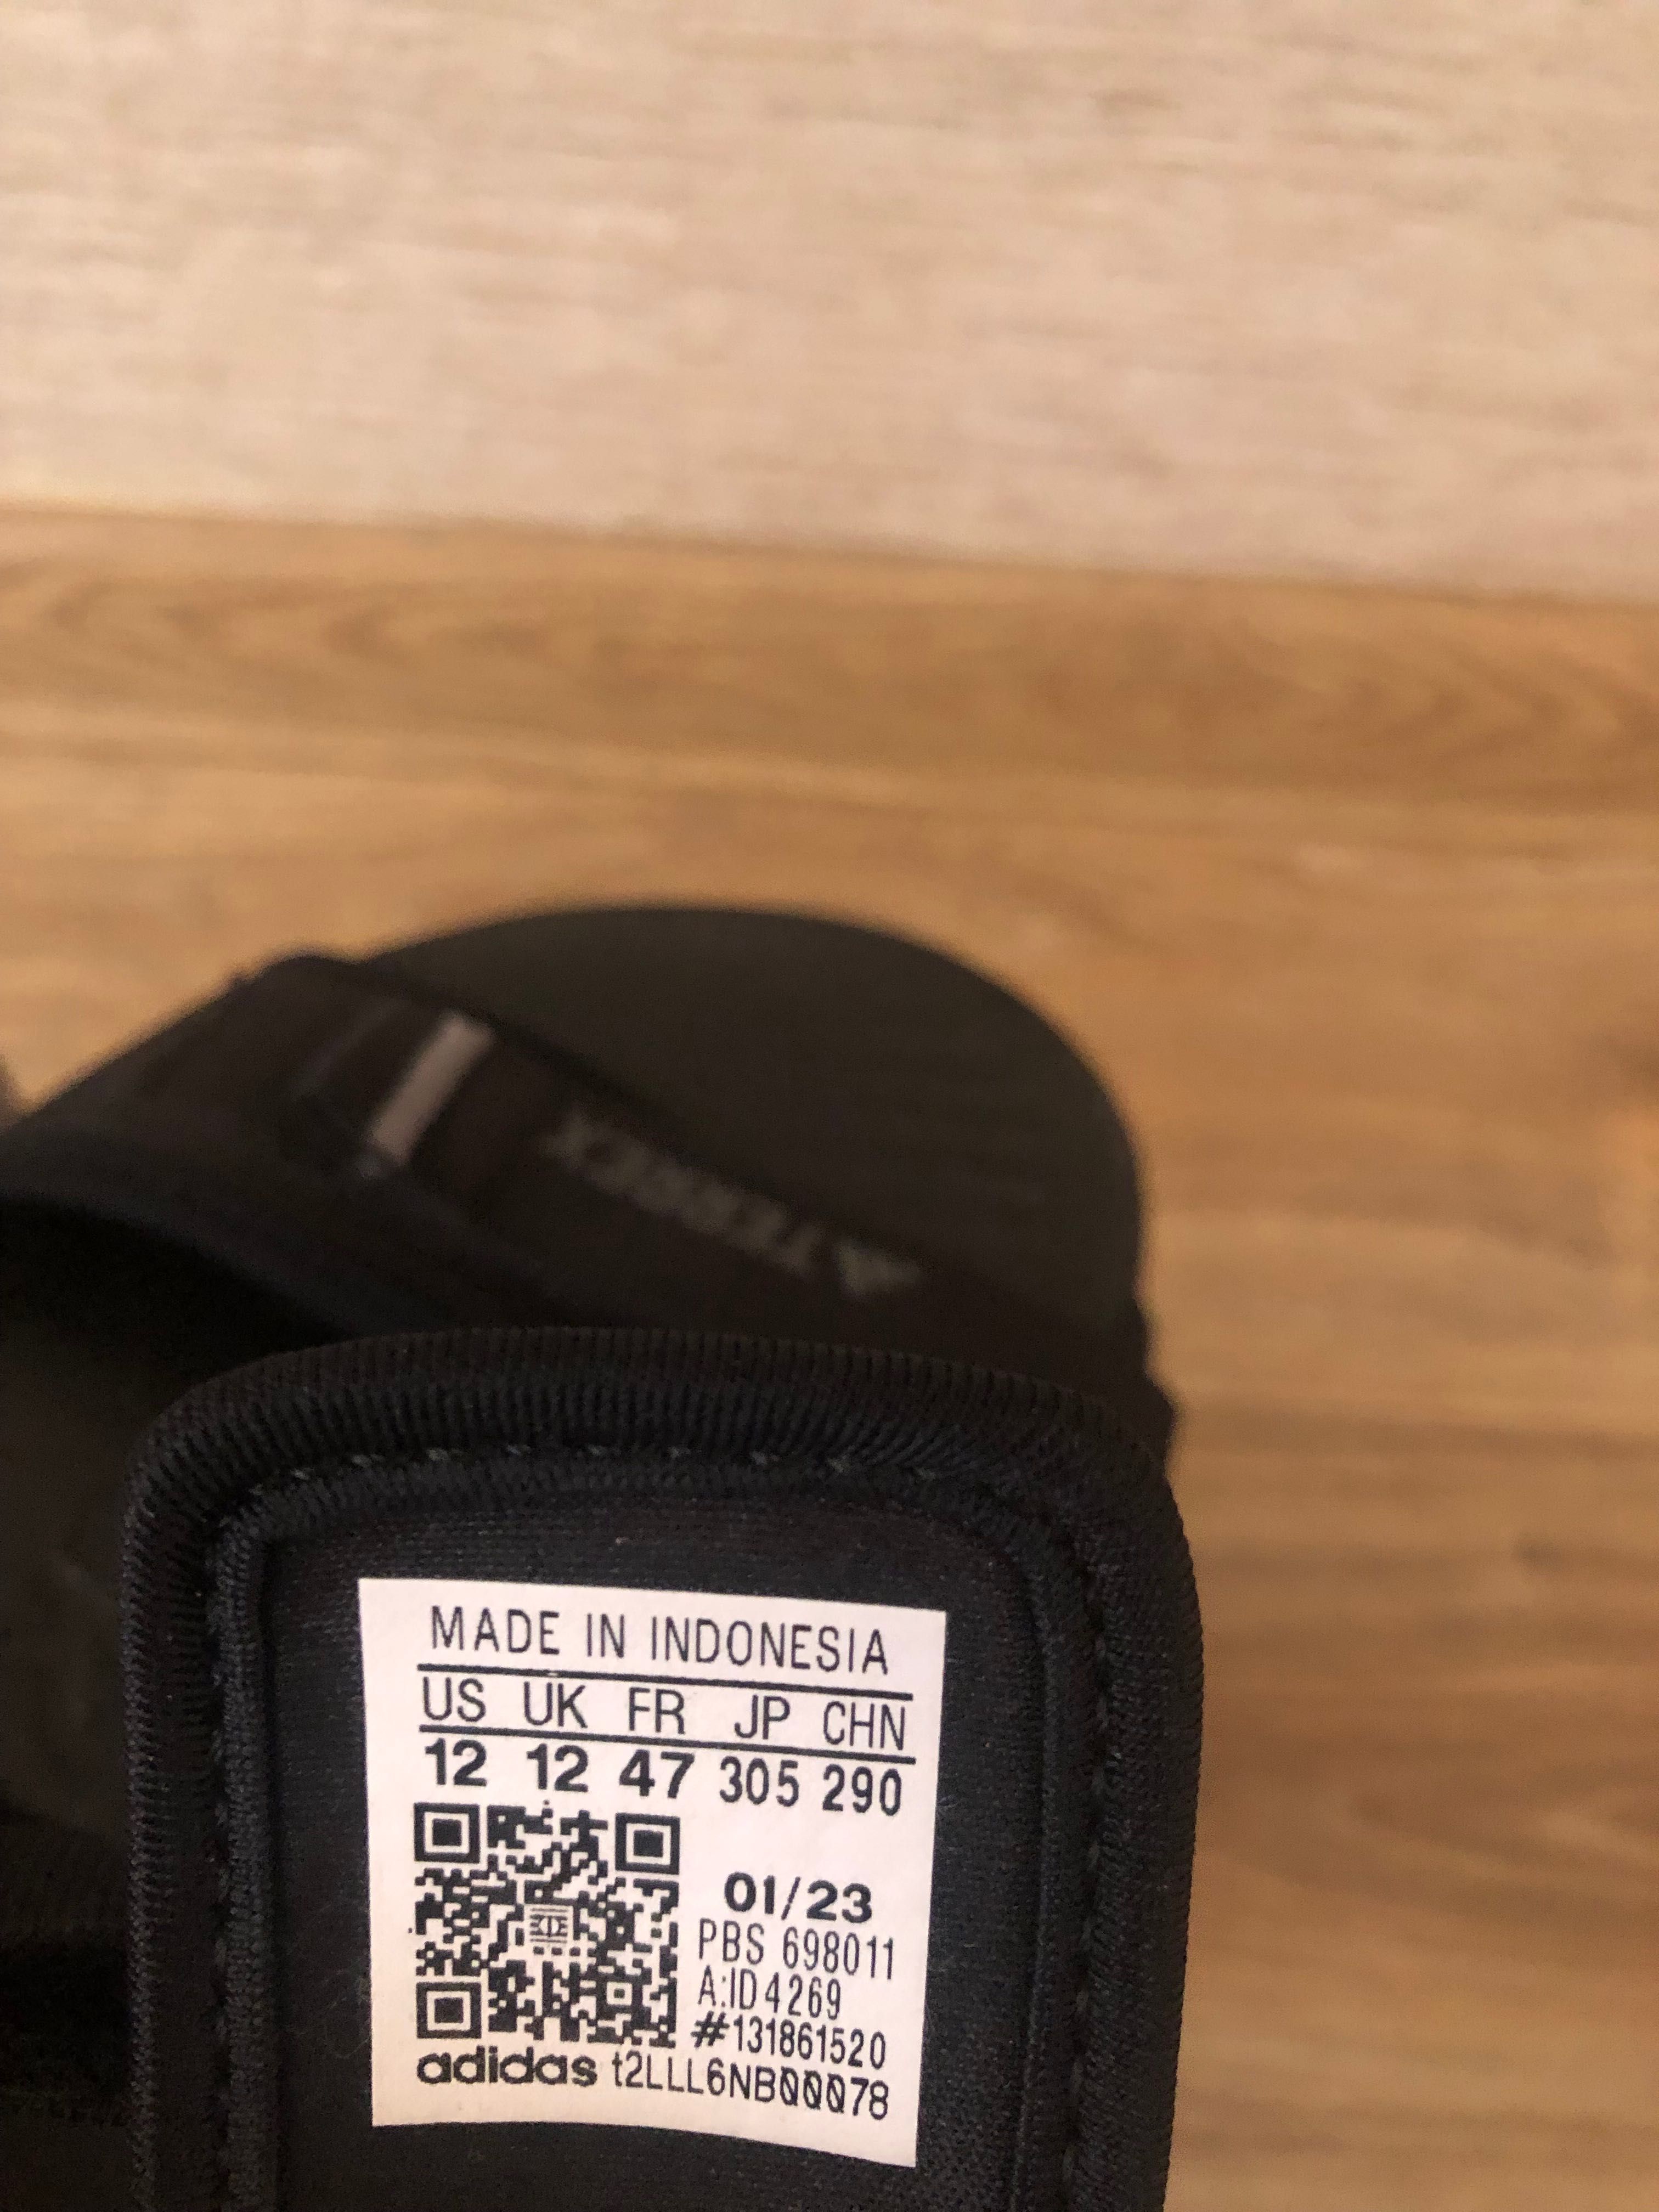 TERREX
MADE IN INDONESIA
US UK FR JP CHN
12 12 47 305 290
01/23
PBS 698011
A:ID4269
#131861520
adidas t2LLL6NB00078